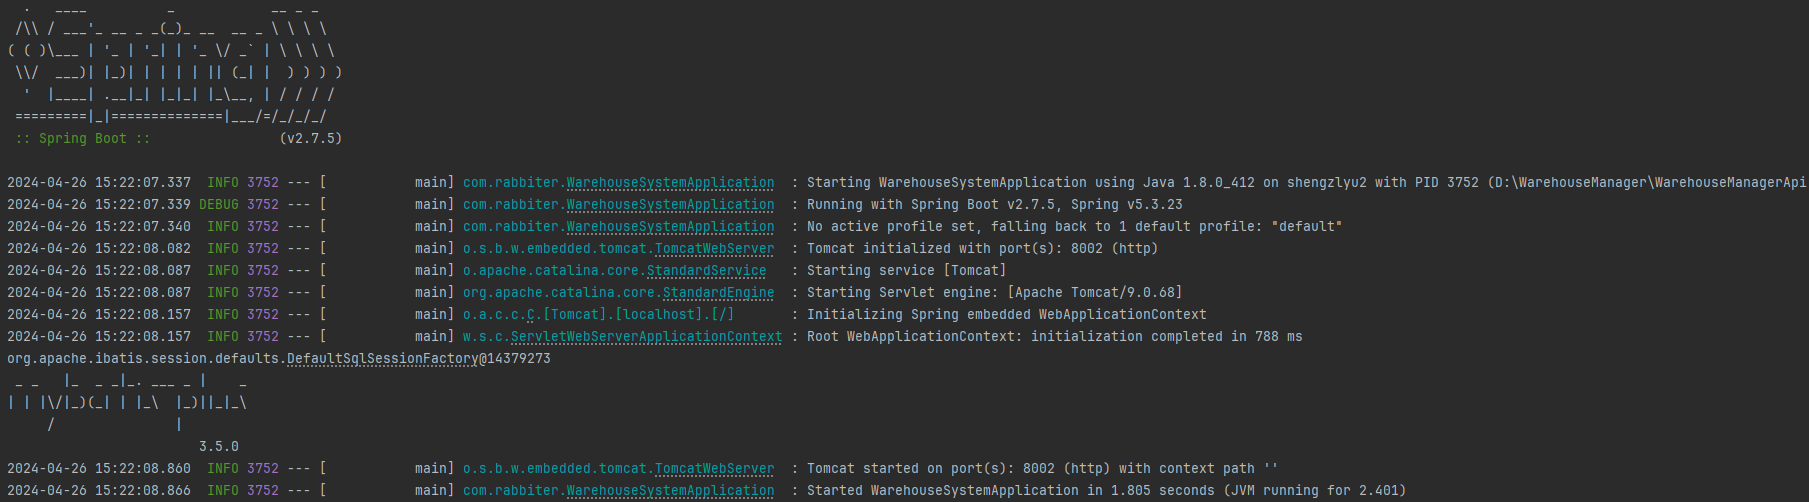 .   ____          _            __ _ _
 /\\ / ___'_ __ _ _(_)_ __  __ _ \ \ \ \
( ( )\___ | '_ | '_| | '_ \/ _` | \ \ \ \
 \\/  ___)| |_)| | | | | || (_| |  ) ) ) )
  '  |____| .__|_| |_|_| |_\__, | / / / /
 =========|_|==============|___/=/_/_/_/
 :: Spring Boot ::                (v2.7.5)
2024-04-26 15:22:07.337  INFO 3752 --- [           main] com.rabbiter.WarehouseSystemApplication  : Starting WarehouseSystemApplication using Java 1.8.0_412 on shengzlyu2 with PID 3752 (D:\WarehouseManager\WarehouseManagerApi
2024-04-26 15:22:07.339 DEBUG 3752 --- [           main] com.rabbiter.WarehouseSystemApplication  : Running with Spring Boot v2.7.5, Spring v5.3.23
2024-04-26 15:22:07.340  INFO 3752 --- [           main] com.rabbiter.WarehouseSystemApplication  : No active profile set, falling back to 1 default profile: "default"
2024-04-26 15:22:08.082  INFO 3752 --- [           main] o.s.b.w.embedded.tomcat.TomcatWebServer  : Tomcat initialized with port(s): 8002 (http)
2024-04-26 15:22:08.087  INFO 3752 --- [           main] o.apache.catalina.core.StandardService   : Starting service [Tomcat]
2024-04-26 15:22:08.087  INFO 3752 --- [           main] org.apache.catalina.core.StandardEngine  : Starting Servlet engine: [Apache Tomcat/9.0.68]
2024-04-26 15:22:08.157  INFO 3752 --- [           main] o.a.c.c.C.[Tomcat].[localhost].[/]       : Initializing Spring embedded WebApplicationContext
2024-04-26 15:22:08.157  INFO 3752 --- [           main] w.s.c.ServletWebServerApplicationContext : Root WebApplicationContext: initialization completed in 788 ms
org.apache.ibatis.session.defaults.DefaultSqlSessionFactory@14379273
 _ _   |_  _ _|_. ___ _ |    _
| | |\/|_)(_| | |_\  |_)||_|_\
     /               |
                        3.5.0
2024-04-26 15:22:08.860  INFO 3752 --- [           main] o.s.b.w.embedded.tomcat.TomcatWebServer  : Tomcat started on port(s): 8002 (http) with context path ''
2024-04-26 15:22:08.866  INFO 3752 --- [           main] com.rabbiter.WarehouseSystemApplication  : Started WarehouseSystemApplication in 1.805 seconds (JVM running for 2.401)